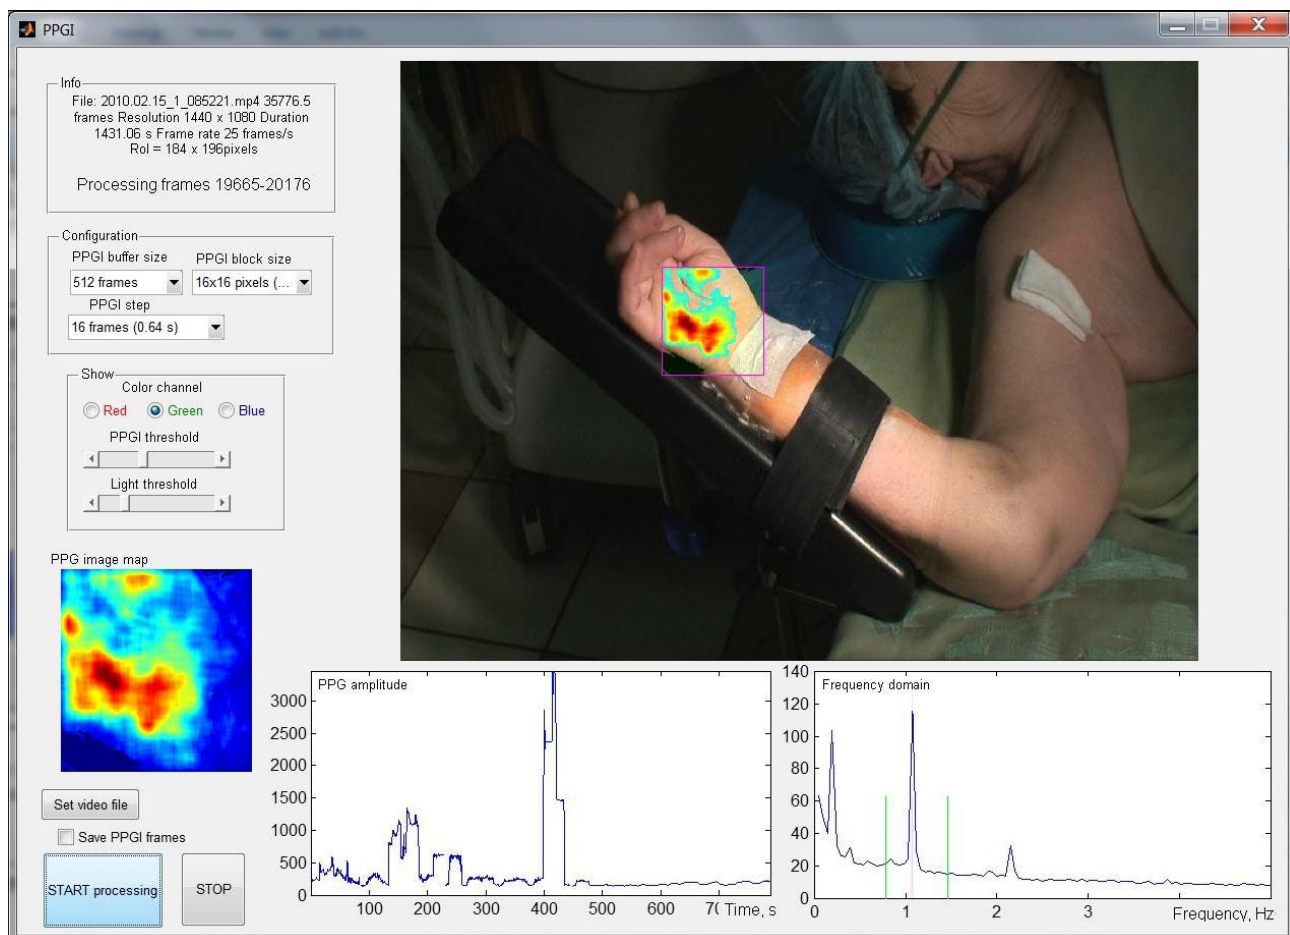 PPGI
Info
File: 2010.02.15_1_085221.mp4 35776.5
frames Resolution 1440 x 1080 Duration
1431.06 s Frame rate 25 frames/s
RoI = 184 x 196pixels
Processing frames 19665-20176
Configuration
PPGI buffer size
PPGI block size
512 frames
16x16 pixels (...
PPGI step
16 frames (0.64 s)
Show
Color channel
Red Green Blue
PPGI threshold
Light threshold
PPG image map
Set video file
Save PPGI frames
START processing
STOP
PPG amplitude
3000
2500
2000
1500
1000
500
0
100 200 300 400 500 600 Time, s
Frequency domain
140
120
100
80
60
40
20
0
0 1 2 3 Frequency, Hz